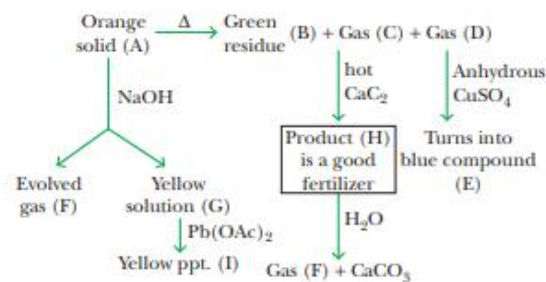 Orange solid (A)
Δ
Green residue (B) + Gas (C) + Gas (D)
NaOH
hot CaC₂
Anhydrous CuSO₄
Evolved gas (F)
Yellow solution (G)
Product (H) is a good fertilizer
Turns into blue compound (E)
Pb(OAc)₂
H₂O
Yellow ppt. (I)
Gas (F) + CaCO₃